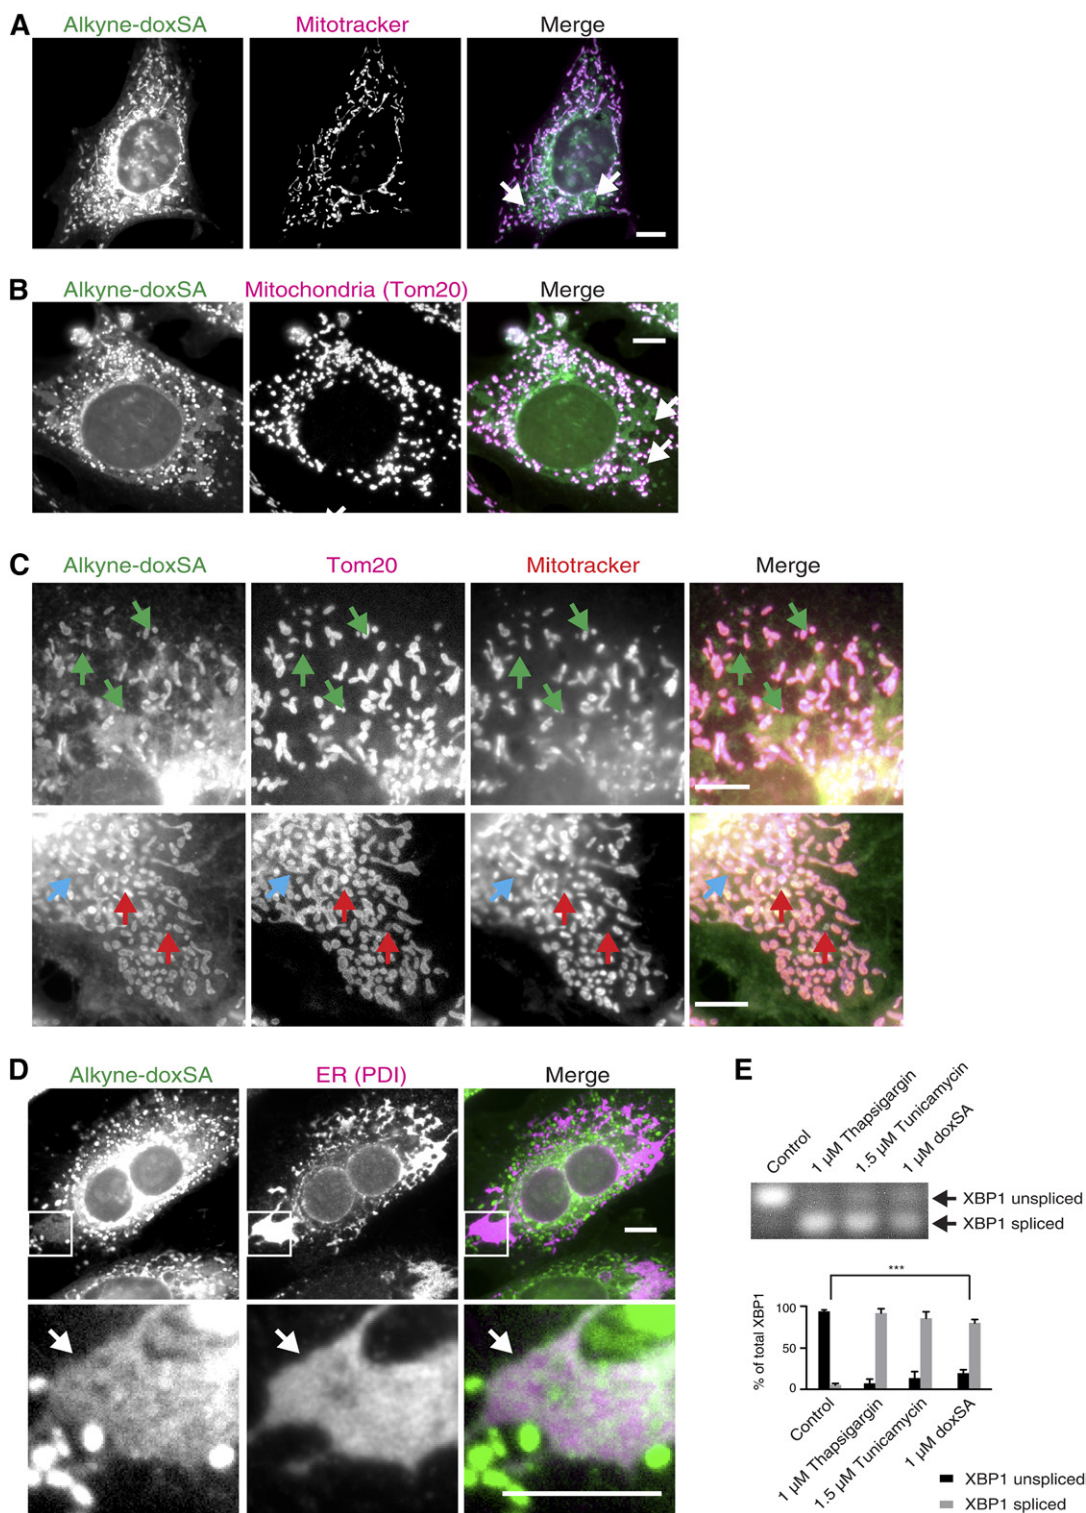 A
Alkyne-doxSA Mitotracker Merge
B
Alkyne-doxSA Mitochondria (Tom20) Merge
C
Alkyne-doxSA Tom20 Mitotracker Merge
D
Alkyne-doxSA ER (PDI) Merge
E
Control
1 µM Thapsigargin
1.5 µM Tunicamycin
1 µM doxSA
XBP1 unspliced
XBP1 spliced
***
% of total XBP1
100
50
0
Control
1 µM Thapsigargin
1.5 µM Tunicamycin
1 µM doxSA
XBP1 unspliced
XBP1 spliced